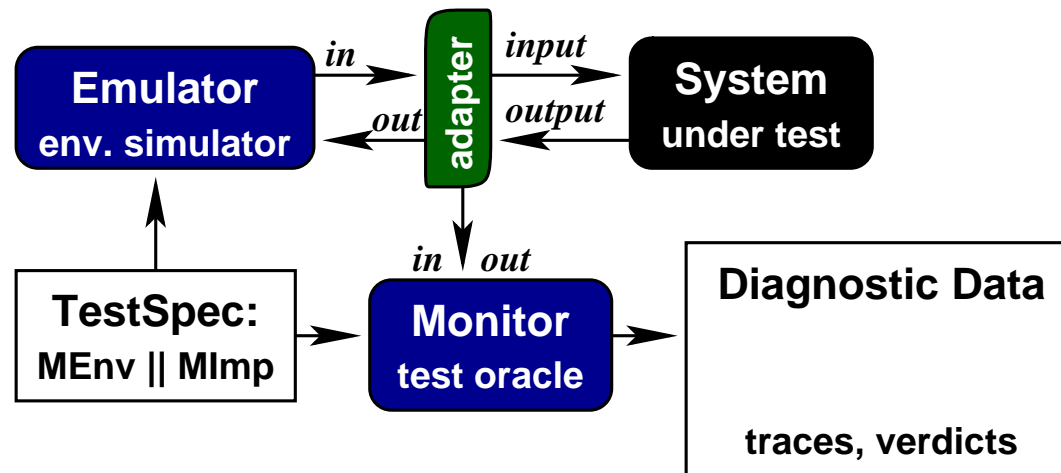 Emulator
env. simulator
in
out
adapter
input
output
System
under test
in out
TestSpec:
MEnv || MImp
Monitor
test oracle
Diagnostic Data
traces, verdicts